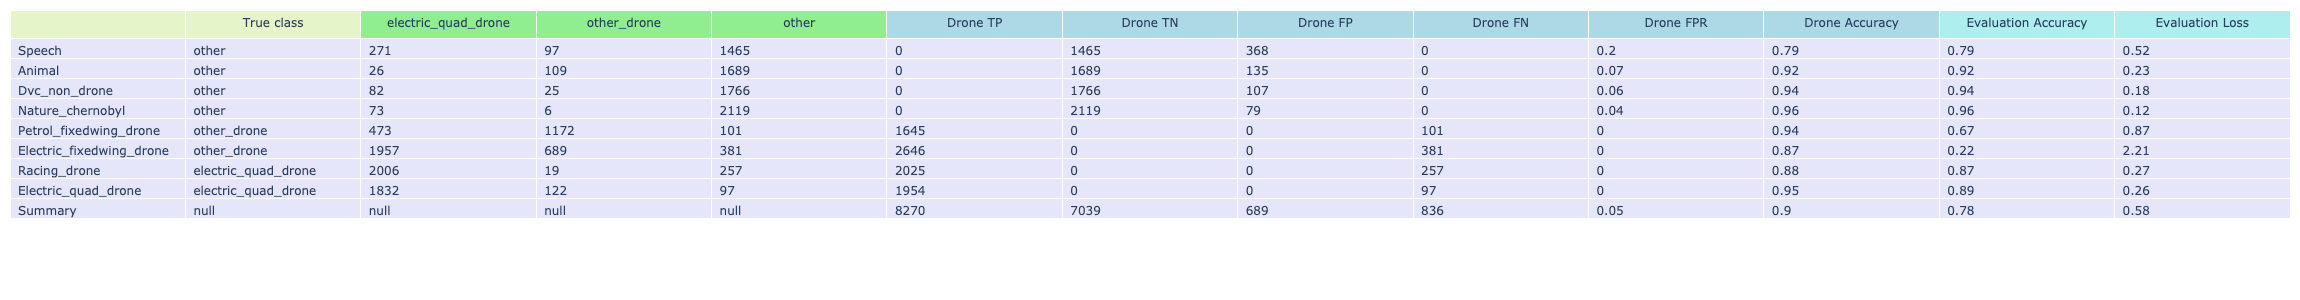 True class electric_quad_drone other_drone other Drone TP Drone TN Drone FP Drone FN Drone FPR Drone Accuracy Evaluation Accuracy Evaluation Loss
Speech other 271 97 1465 0 1465 368 0 0.2 0.79 0.79 0.52
Animal other 26 109 1689 0 1689 135 0 0.07 0.92 0.92 0.23
Dvc_non_drone other 82 25 1766 0 1766 107 0 0.06 0.94 0.94 0.18
Nature_chernobyl other 73 6 2119 0 2119 79 0 0.04 0.96 0.96 0.12
Petrol_fixedwing_drone other_drone 473 1172 101 1645 0 0 101 0 0.94 0.67 0.87
Electric_fixedwing_drone other_drone 1957 689 381 2646 0 0 381 0 0.87 0.22 2.21
Racing_drone electric_quad_drone 2006 19 257 2025 0 0 257 0 0.88 0.87 0.27
Electric_quad_drone electric_quad_drone 1832 122 97 1954 0 0 97 0 0.95 0.89 0.26
Summary null null null null 8270 7039 689 836 0.05 0.9 0.78 0.58